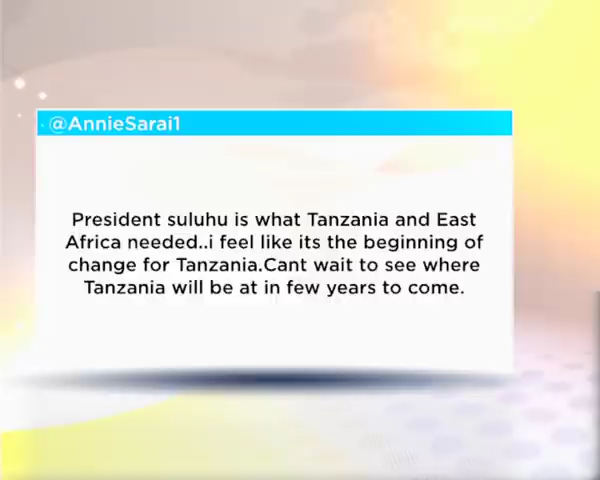 @AnnieSarai1
President suluhu is what Tanzania and East
Africa needed..i feel like its the beginning of
change for Tanzania.Cant wait to see where
Tanzania will be at in few years to come.